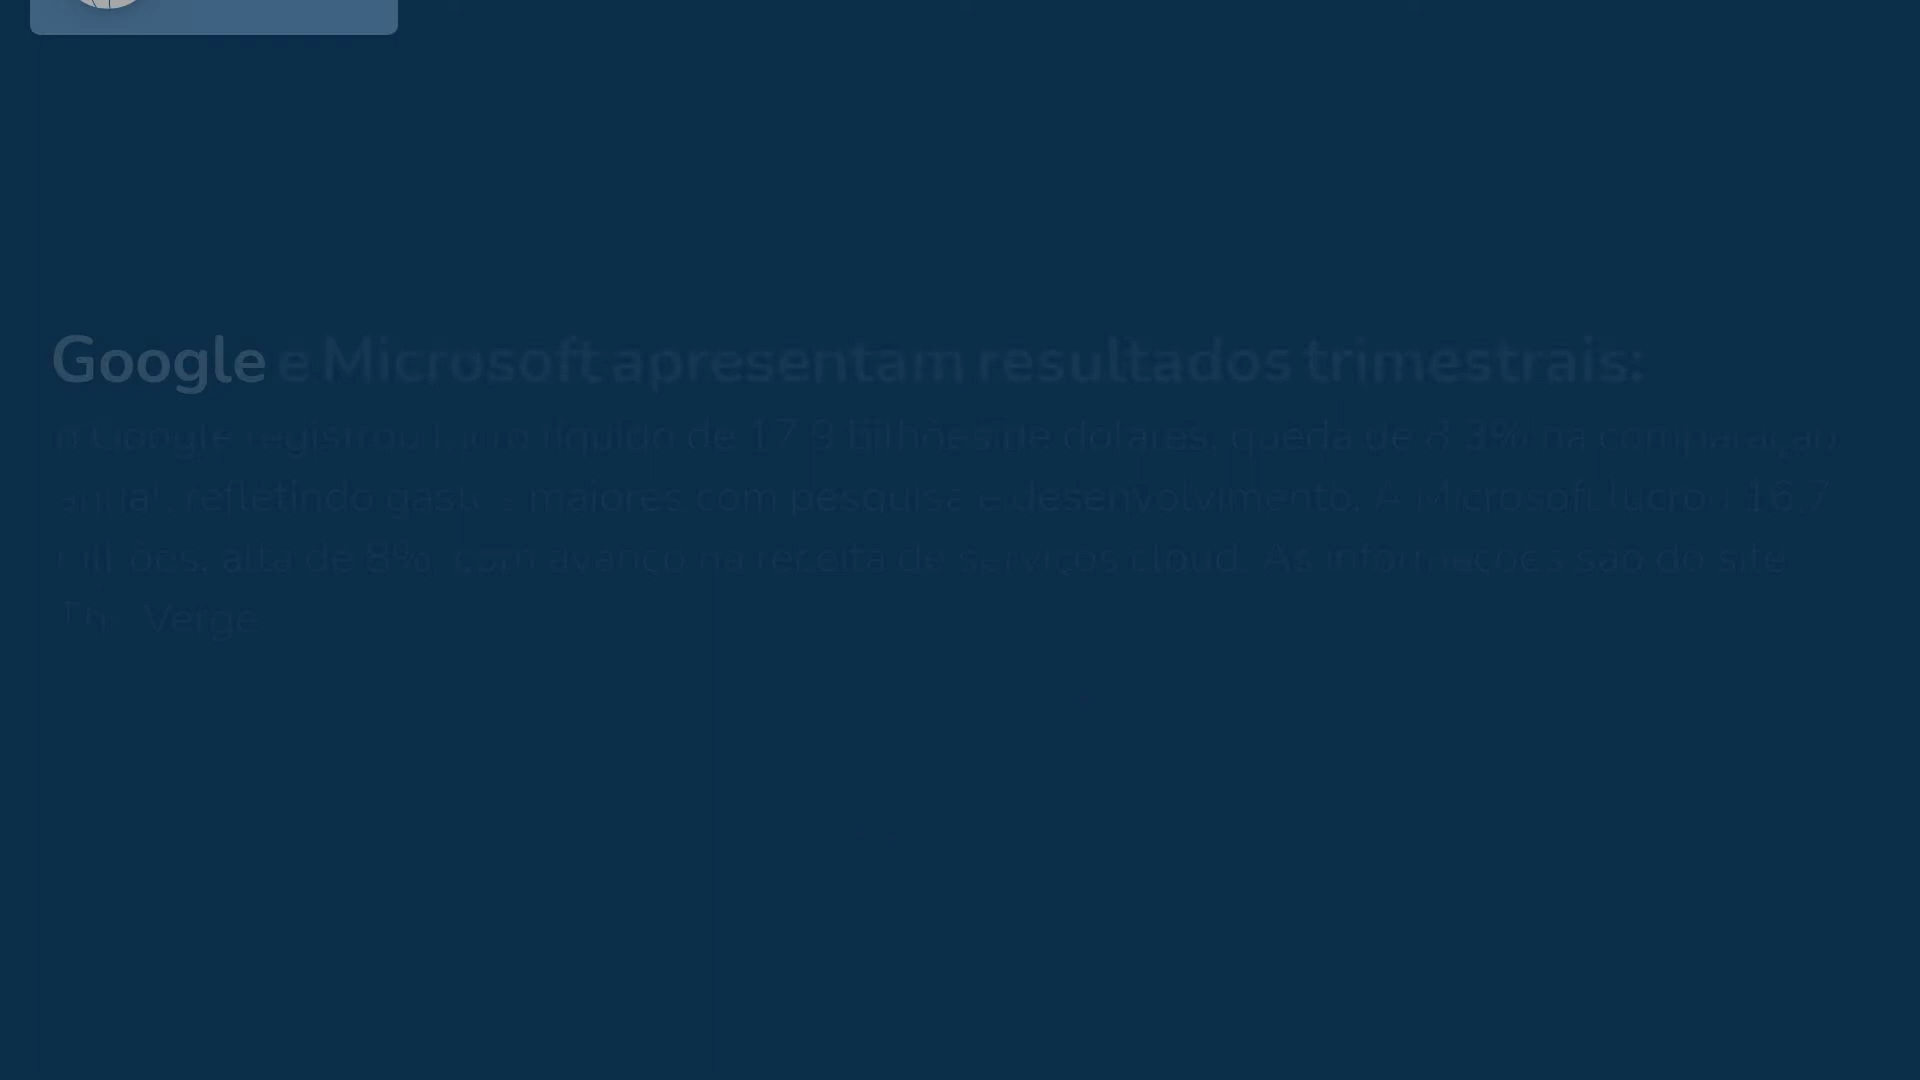 Google e Microsoft apresentam resultados trimestrais:
o Google registrou lucro líquido de 17,9 bilhões de dólares, queda de 8,3% na comparação
anual, refletindo gastos maiores com pesquisa e desenvolvimento. A Microsoft lucrou 16,7
bilhões, alta de 8%, com avanço na receita de serviços cloud. As informações são do site
The Verge